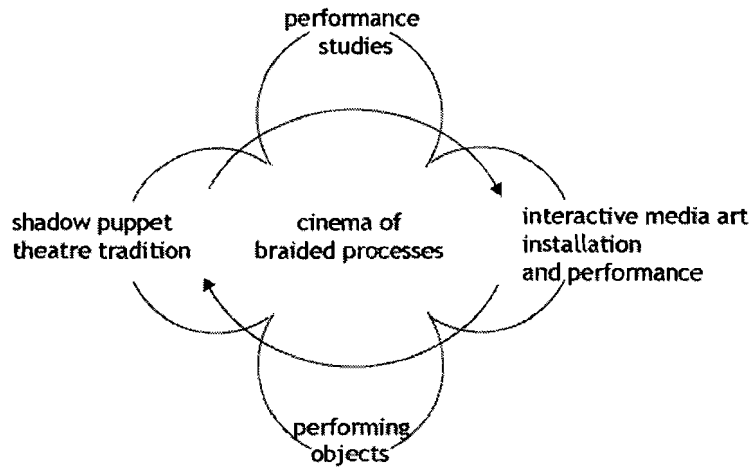 performance
studies
shadow puppet
theatre tradition
cinema of
braided processes
interactive media art
installation
and performance
performing
objects